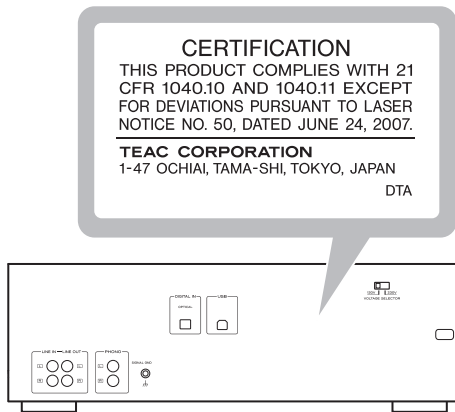 CERTIFICATION
THIS PRODUCT COMPLIES WITH 21
CFR 1040.10 AND 1040.11 EXCEPT
FOR DEVIATIONS PURSUANT TO LASER
NOTICE NO. 50, DATED JUNE 24, 2007.
TEAC CORPORATION
1-47 OCHIAI, TAMA-SHI, TOKYO, JAPAN
DTA
DIGITAL IN
OPTICAL
USB
VOLTAGE SELECTOR
LINE IN LINE OUT
PHONO
SIGNAL GND
L
L
L
R
R
R